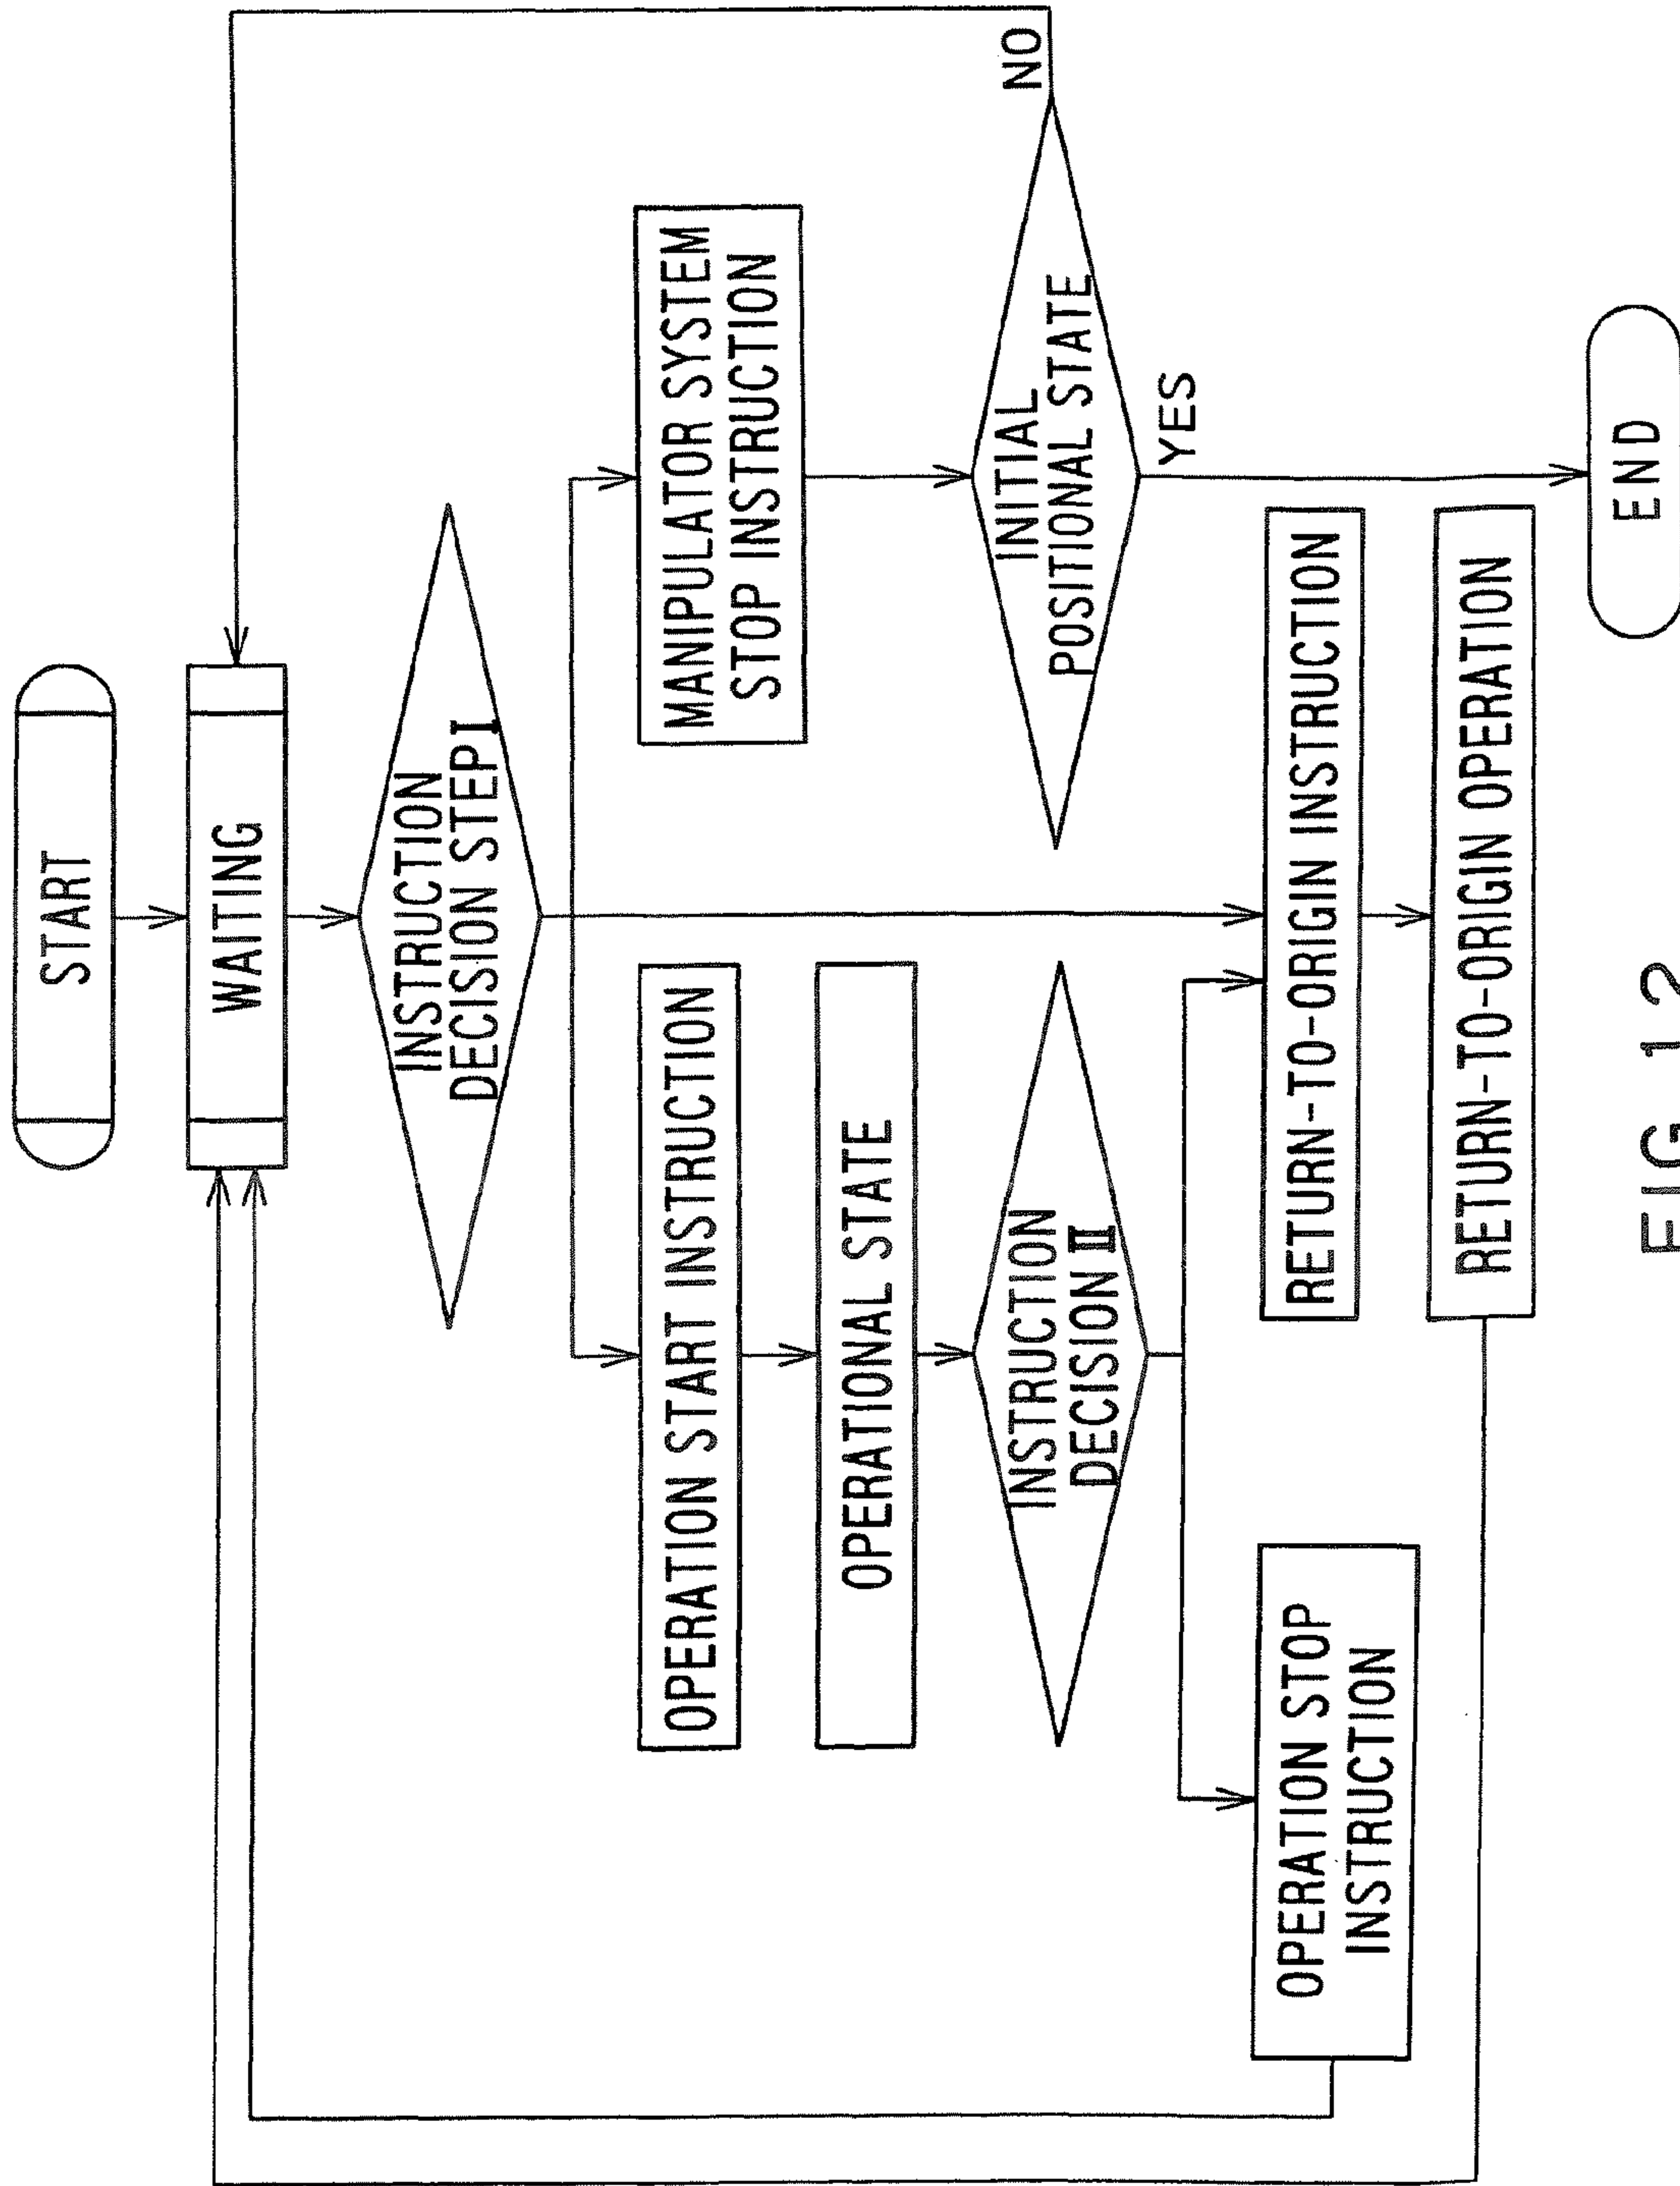 START
WAITING
INSTRUCTION
DECISION STEP I
OPERATION START INSTRUCTION
MANIPULATOR SYSTEM
STOP INSTRUCTION
OPERATIONAL STATE
INSTRUCTION
DECISION II
INITIAL
POSITIONAL STATE
NO
YES
OPERATION STOP
INSTRUCTION
RETURN-TO-ORIGIN INSTRUCTION
RETURN-TO-ORIGIN OPERATION
END
FIG. 12